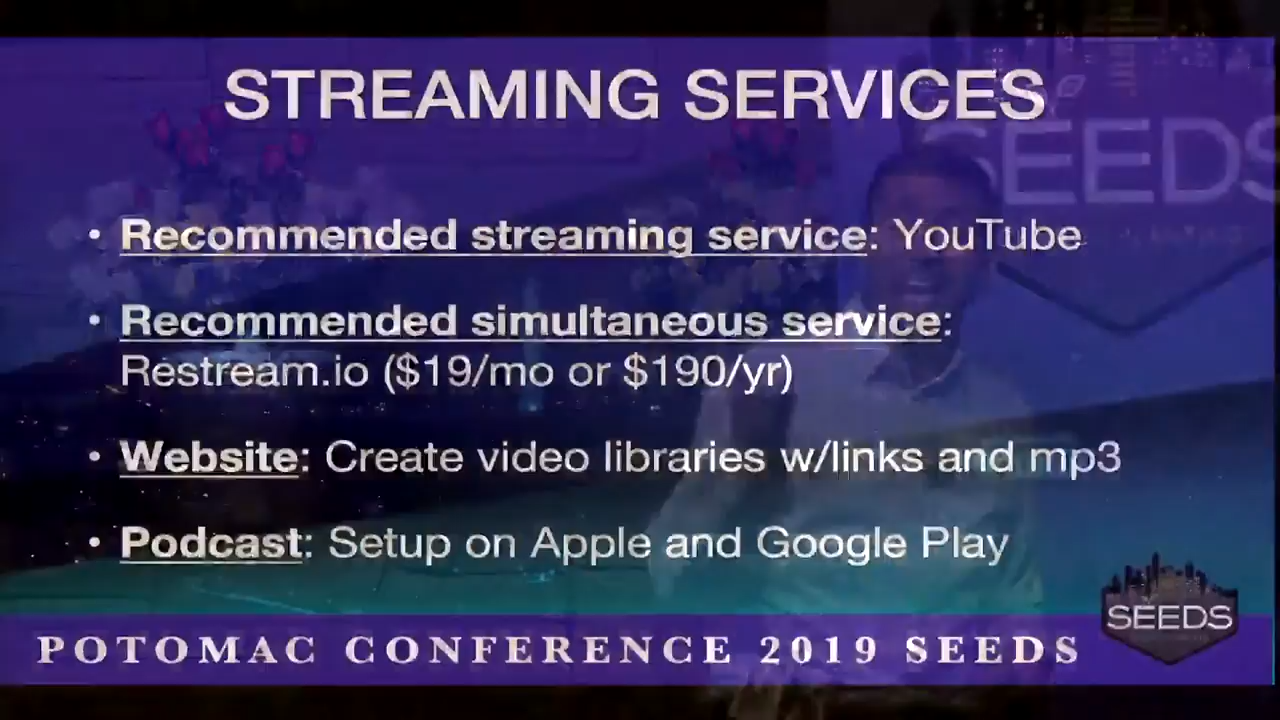 STREAMING SERVICES
SEEDS
• Recommended streaming service: YouTube
• Recommended simultaneous service:
Restream.io ($19/mo or $190/yr)
• Website: Create video libraries w/links and mp3
• Podcast: Setup on Apple and Google Play
SEEDS
POTOMAC CONFERENCE 2019 SEEDS